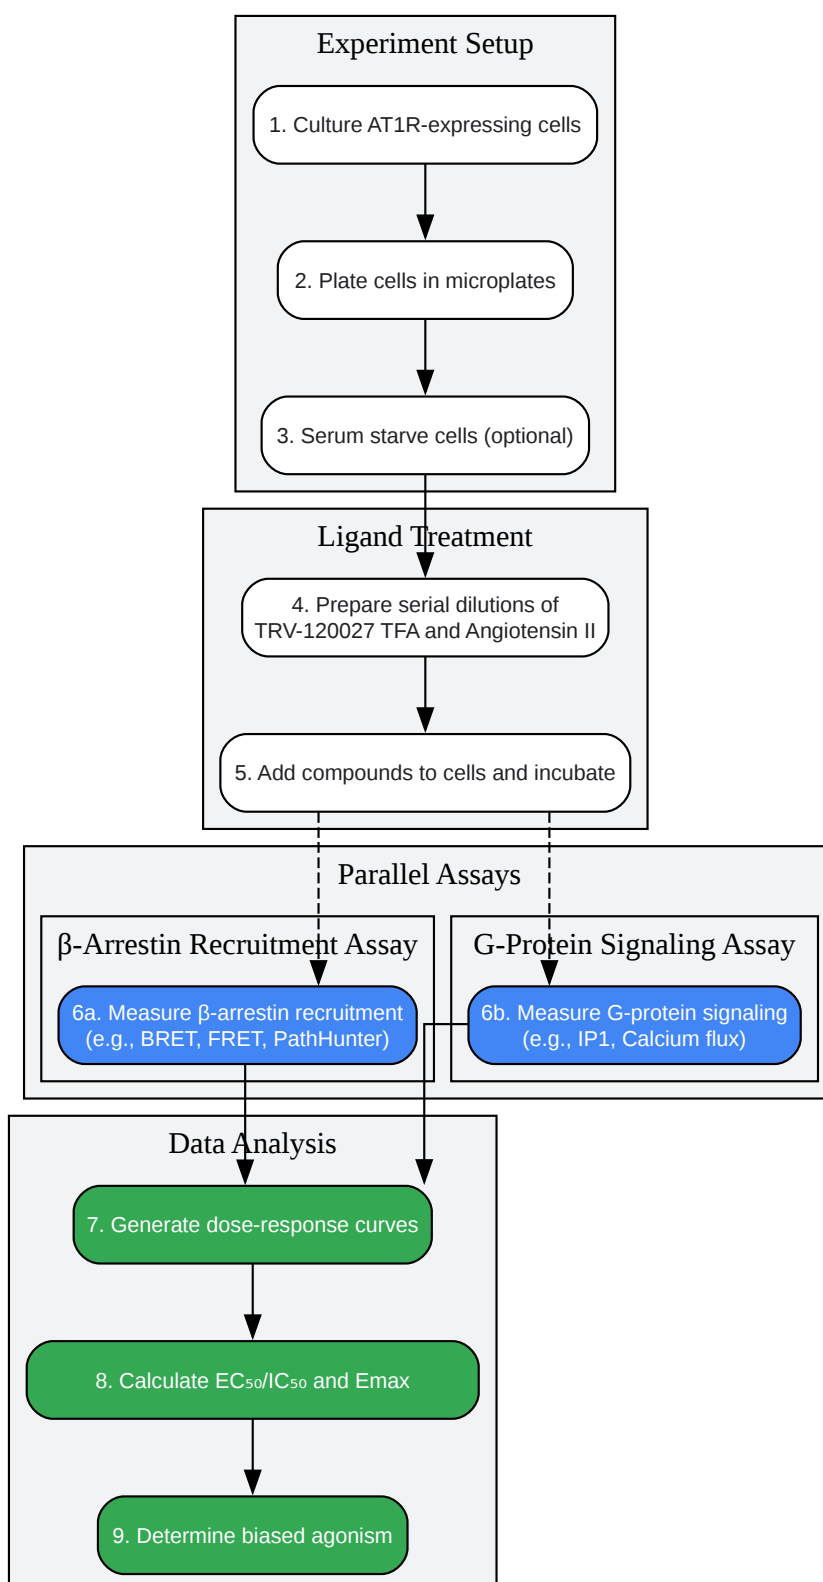 Experiment Setup
1. Culture AT1R-expressing cells
2. Plate cells in microplates
3. Serum starve cells (optional)
Ligand Treatment
4. Prepare serial dilutions of
TRV-120027 TFA and Angiotensin II
5. Add compounds to cells and incubate
Parallel Assays
β-Arrestin Recruitment Assay
6a. Measure β-arrestin recruitment
(e.g., BRET, FRET, PathHunter)
G-Protein Signaling Assay
6b. Measure G-protein signaling
(e.g., IP1, Calcium flux)
Data Analysis
7. Generate dose-response curves
8. Calculate EC₅₀/IC₅₀ and Emax
9. Determine biased agonism